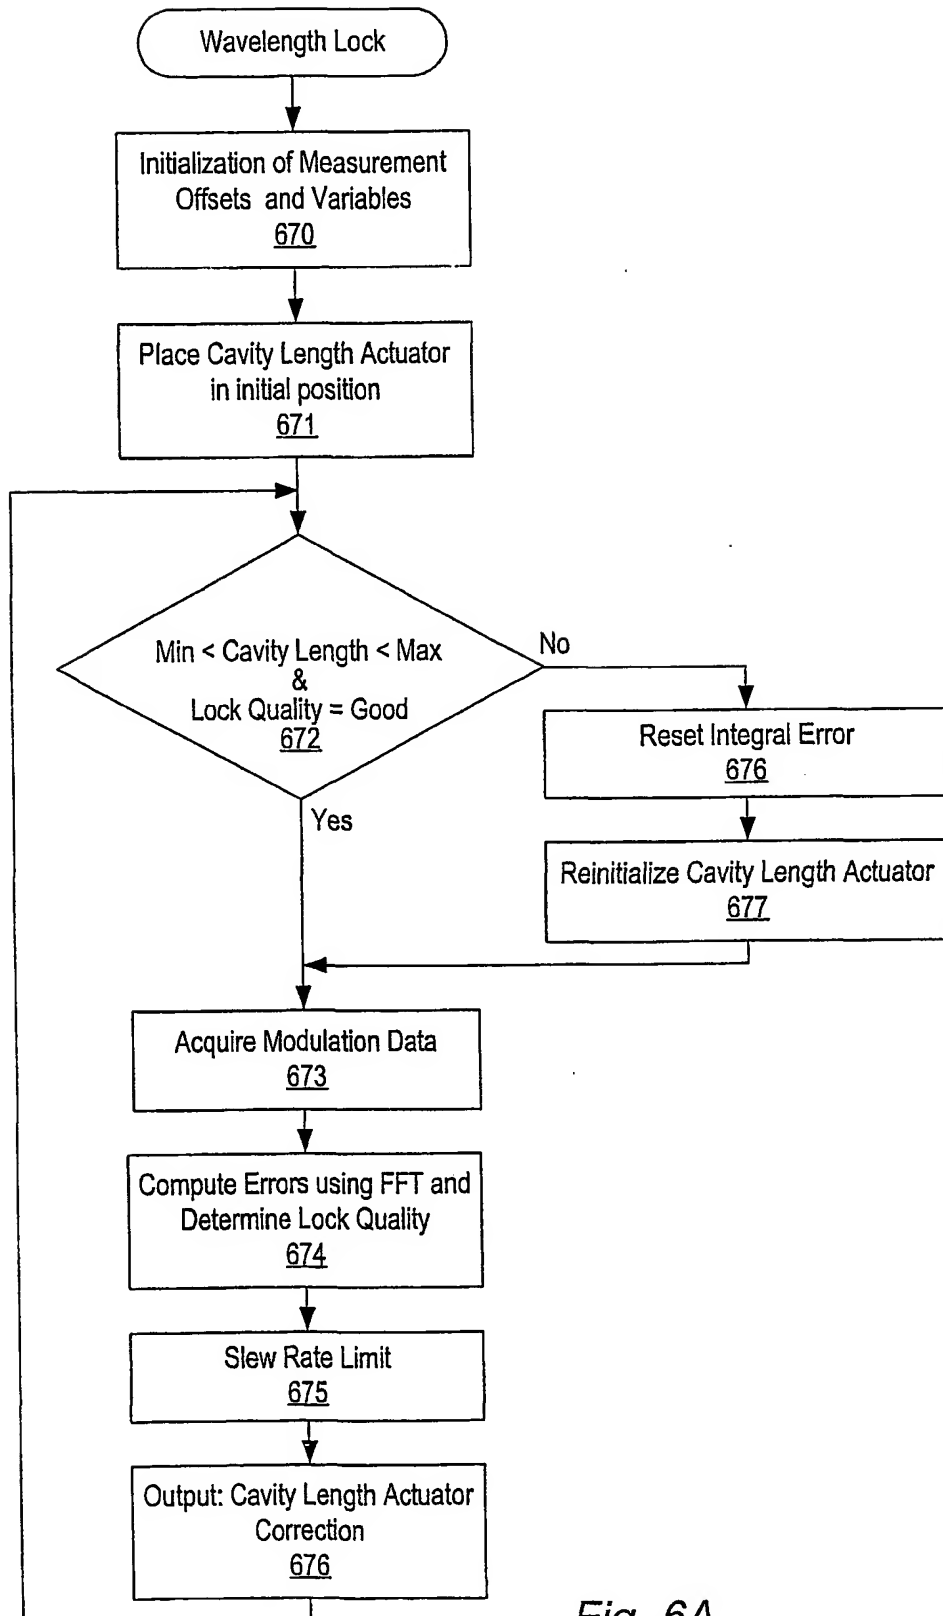 Wavelength Lock
Initialization of Measurement
Offsets and Variables
670
Place Cavity Length Actuator
in initial position
671
Min < Cavity Length < Max
&
Lock Quality = Good
672
No
Reset Integral Error
676
Reinitialize Cavity Length Actuator
677
Yes
Acquire Modulation Data
673
Compute Errors using FFT and
Determine Lock Quality
674
Slew Rate Limit
675
Output: Cavity Length Actuator
Correction
676
Fig. 6A